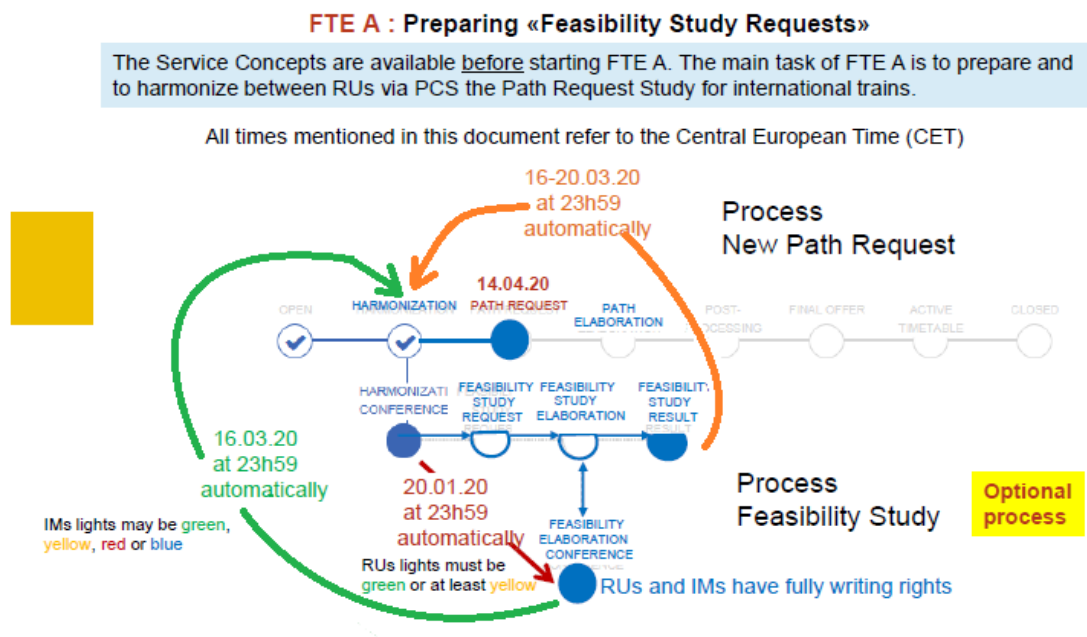 FTE A : Preparing «Feasibility Study Requests»
The Service Concepts are available before starting FTE A. The main task of FTE A is to prepare and
to harmonize between RUs via PCS the Path Request Study for international trains.
All times mentioned in this document refer to the Central European Time (CET)
16-20.03.20
at 23h59
automatically
Process
New Path Request
14.04.20
OPEN
HARMONIZATION
PATH REQUEST
PATH
ELABORATION
POST-
PROCESSING
FINAL OFFER
ACTIVE
TIMETABLE
CLOSED
HARMONIZATI
CONFERENCE
FEASIBILITY
STUDY
REQUEST
FEASIBILITY
STUDY
ELABORATION
FEASIBILIT
STUDY
RESULT
RESULT
16.03.20
at 23h59
automatically
IMs lights may be green,
yellow, red or blue
20.01.20
at 23h59
automatically
RUs lights must be
green or at least yellow
FEASIBILITY
ELABORATION
CONFERENCE
Process
Feasibility Study
Optional
process
RUs and IMs have fully writing rights